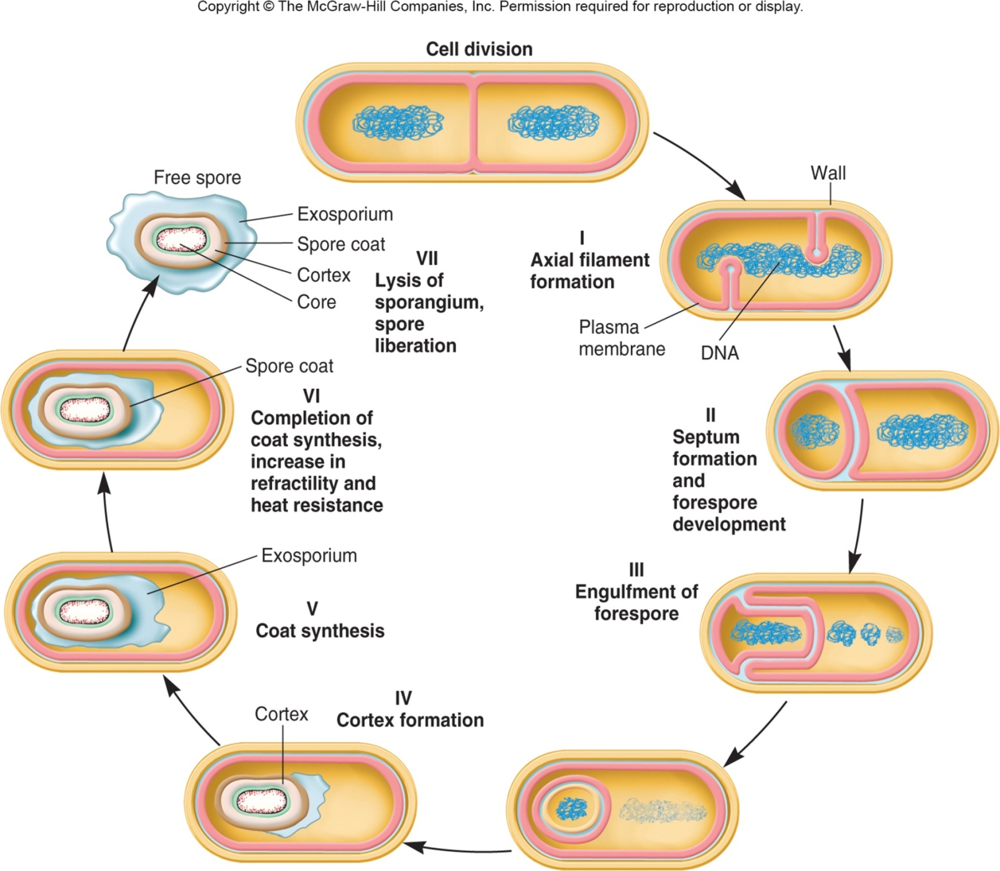 Copyright © The McGraw-Hill Companies, Inc. Permission required for reproduction or display.
Cell division
Wall
I
Axial filament
formation
Plasma
membrane
DNA
II
Septum
formation
and
forespore
development
III
Engulfment of
forespore
IV
Cortex formation
Cortex
V
Coat synthesis
Exosporium
VI
Completion of
coat synthesis,
increase in
refractility and
heat resistance
Spore coat
VII
Lysis of
sporangium,
spore
liberation
Free spore
Exosporium
Spore coat
Cortex
Core